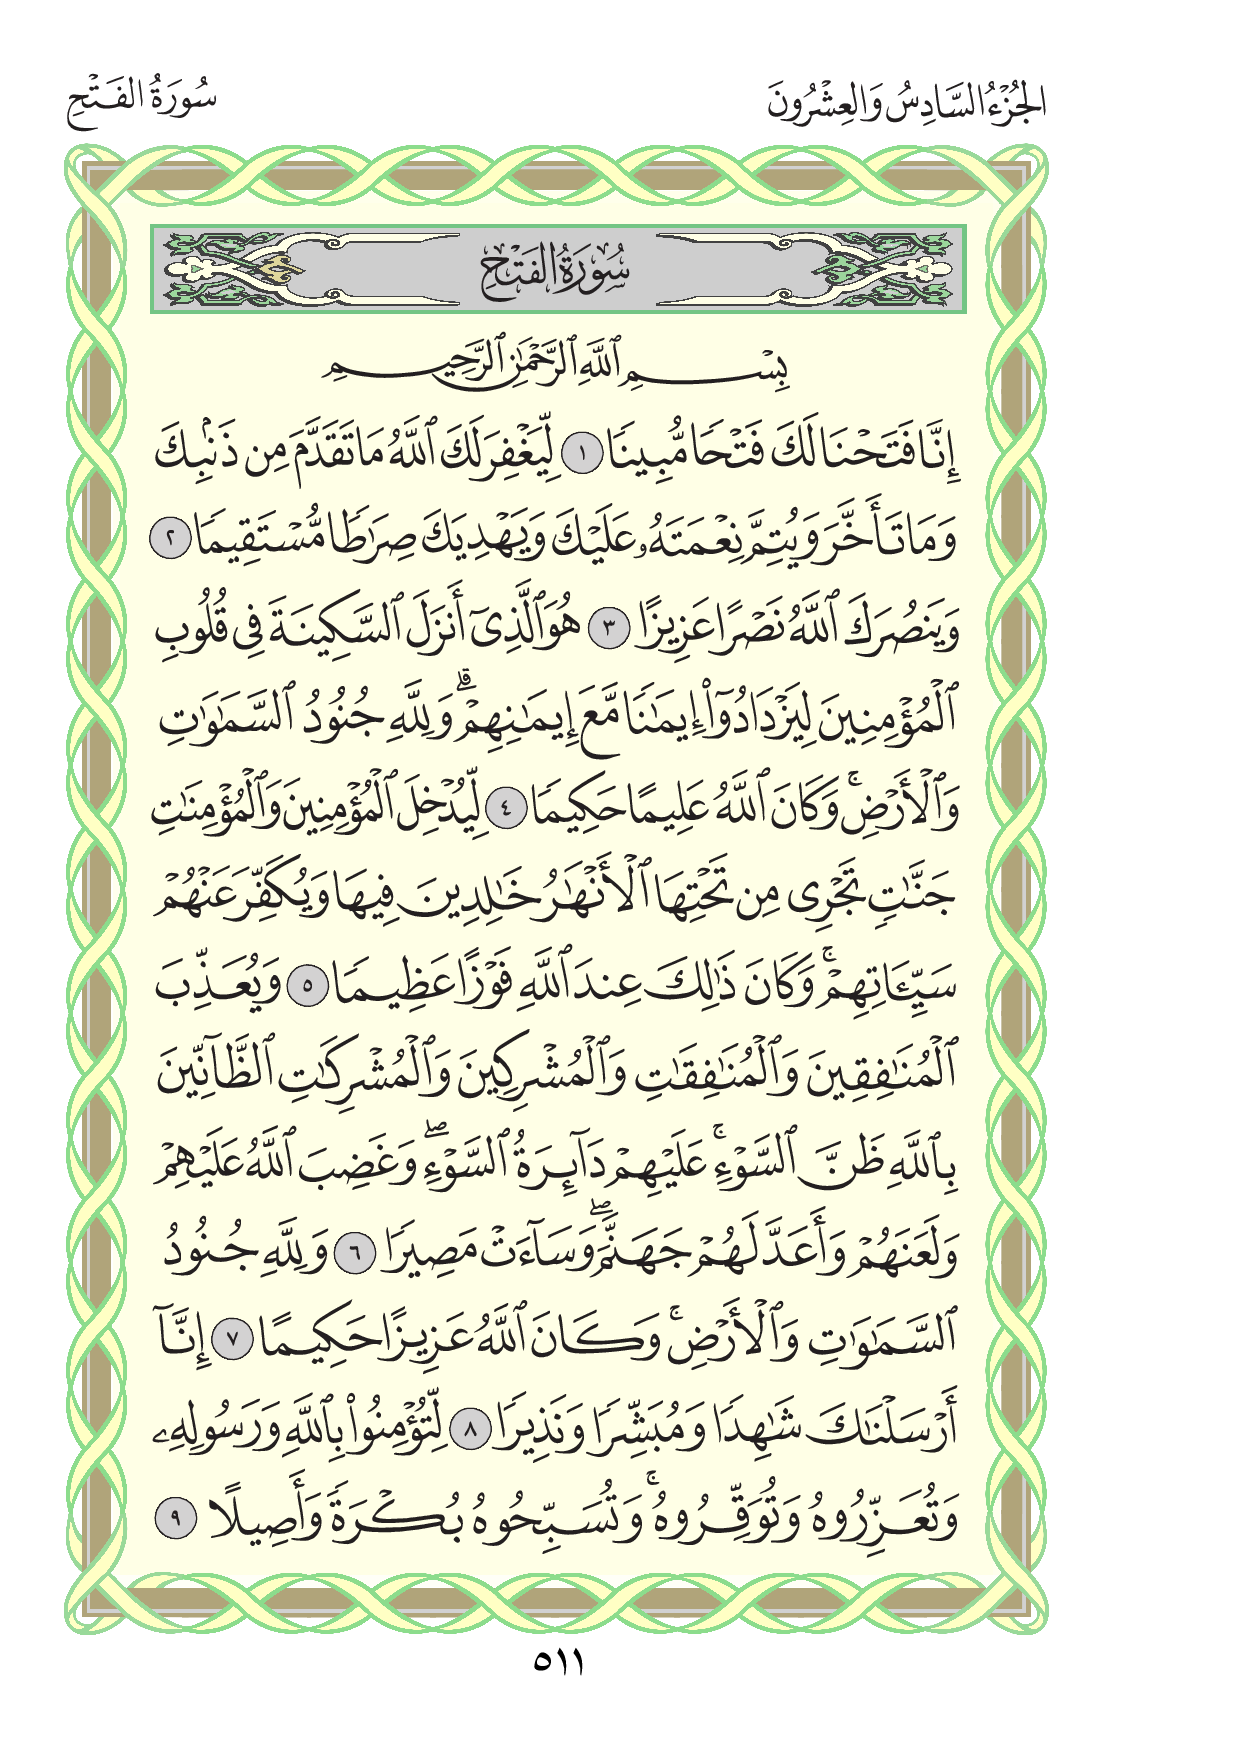 الجُزْءُ السَّادِسُ وَالعِشْرُونَ
سُورَةُ الفَتْحِ
سُورَةُ الفَتْحِ
بِسْمِ ٱللَّهِ ٱلرَّحْمَٰنِ ٱلرَّحِيمِ
إِنَّا فَتَحْنَا لَكَ فَتْحًا مُّبِينًا ١ لِّيَغْفِرَ لَكَ ٱللَّهُ مَا تَقَدَّمَ مِن ذَنۢبِكَ
وَمَا تَأَخَّرَ وَيُتِمَّ نِعْمَتَهُۥ عَلَيْكَ وَيَهْدِيَكَ صِرَٰطًا مُّسْتَقِيمًا ٢
وَيَنصُرَكَ ٱللَّهُ نَصْرًا عَزِيزًا ٣ هُوَ ٱلَّذِىٓ أَنزَلَ ٱلسَّكِينَةَ فِى قُلُوبِ
ٱلْمُؤْمِنِينَ لِيَزْدَادُوٓا۟ إِيمَٰنًا مَّعَ إِيمَٰنِهِمْ ۗ وَلِلَّهِ جُنُودُ ٱلسَّمَٰوَٰتِ
وَٱلْأَرْضِ ۚ وَكَانَ ٱللَّهُ عَلِيمًا حَكِيمًا ٤ لِّيُدْخِلَ ٱلْمُؤْمِنِينَ وَٱلْمُؤْمِنَٰتِ
جَنَّٰتٍ تَجْرِى مِن تَحْتِهَا ٱلْأَنْهَٰرُ خَٰلِدِينَ فِيهَا وَيُكَفِّرَ عَنْهُمْ
سَيِّـَٔاتِهِمْ ۚ وَكَانَ ذَٰلِكَ عِندَ ٱللَّهِ فَوْزًا عَظِيمًا ٥ وَيُعَذِّبَ
ٱلْمُنَٰفِقِينَ وَٱلْمُنَٰفِقَٰتِ وَٱلْمُشْرِكِينَ وَٱلْمُشْرِكَٰتِ ٱلظَّآنِّينَ
بِٱللَّهِ ظَنَّ ٱلسَّوْءِ ۚ عَلَيْهِمْ دَآئِرَةُ ٱلسَّوْءِ ۖ وَغَضِبَ ٱللَّهُ عَلَيْهِمْ
وَلَعَنَهُمْ وَأَعَدَّ لَهُمْ جَهَنَّمَ ۖ وَسَآءَتْ مَصِيرًا ٦ وَلِلَّهِ جُنُودُ
ٱلسَّمَٰوَٰتِ وَٱلْأَرْضِ ۚ وَكَانَ ٱللَّهُ عَزِيزًا حَكِيمًا ٧ إِنَّآ
أَرْسَلْنَٰكَ شَٰهِدًا وَمُبَشِّرًا وَنَذِيرًا ٨ لِّتُؤْمِنُوا۟ بِٱللَّهِ وَرَسُولِهِۦ
وَتُعَزِّرُوهُ وَتُوَقِّرُوهُ ۚ وَتُسَبِّحُوهُ بُكْرَةً وَأَصِيلًا ٩
٥١١